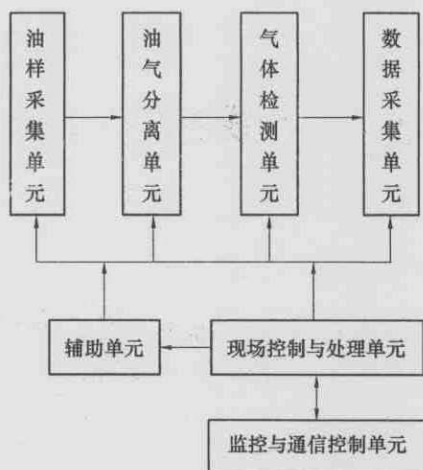 油样采集单元
油气分离单元
气体检测单元
数据采集单元
辅助单元
现场控制与处理单元
监控与通信控制单元